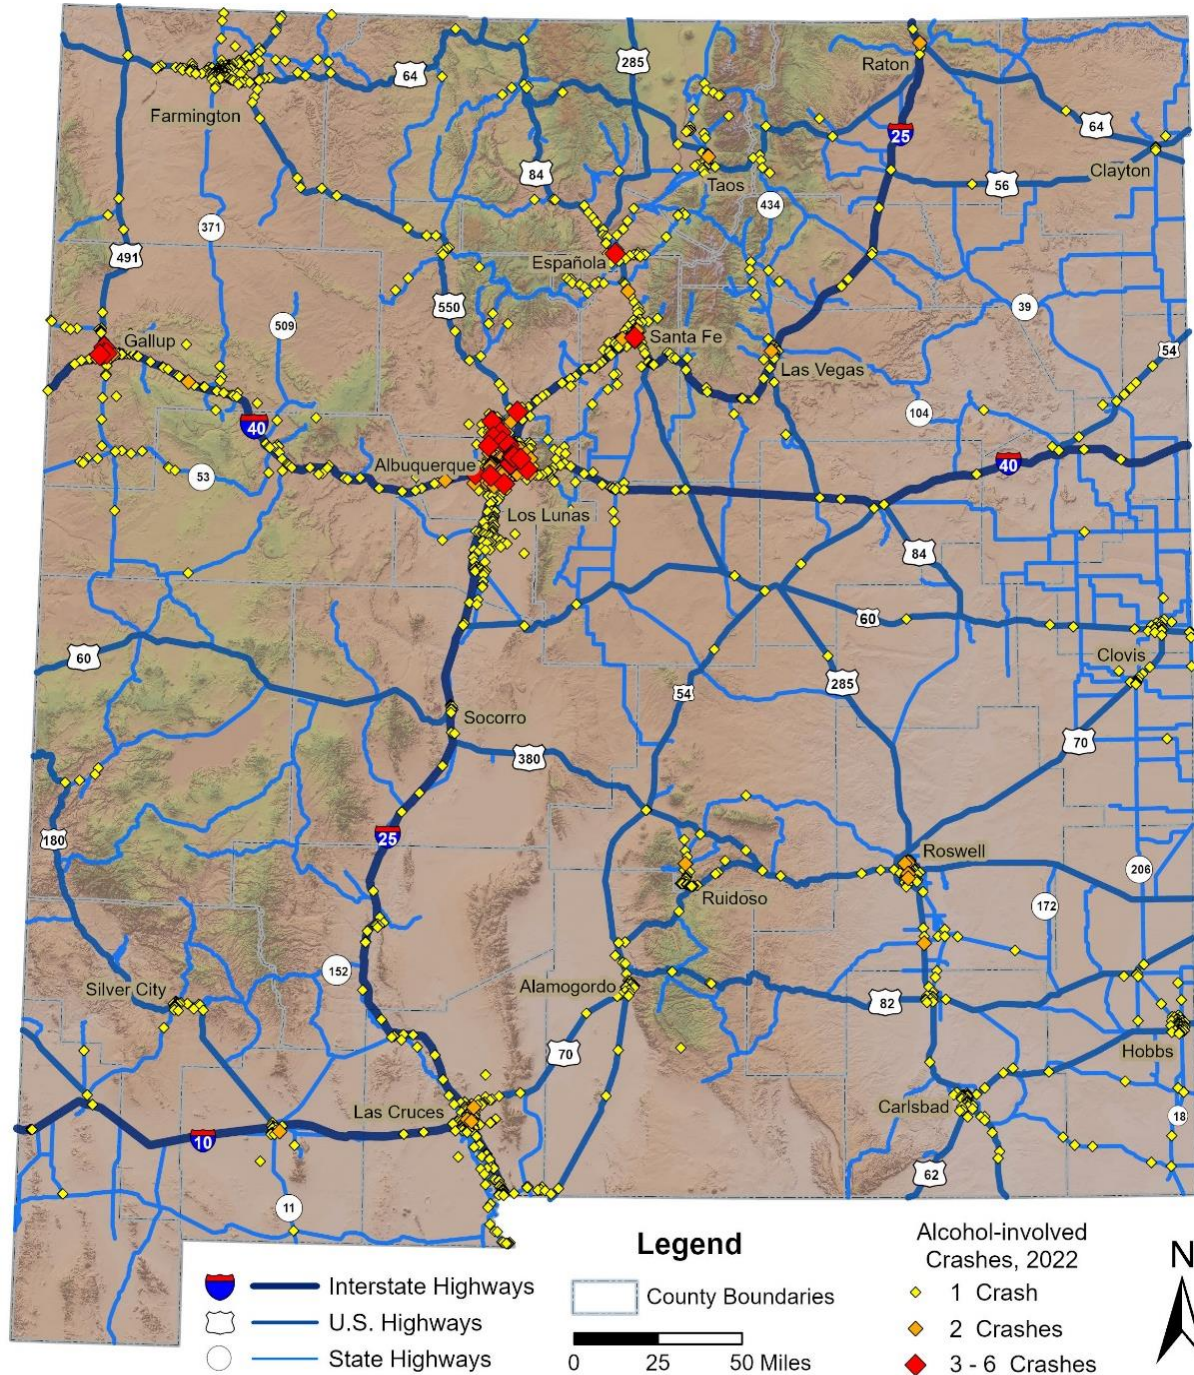 Raton
285
64
Farmington
25
64
Clayton
84
Taos
56
434
371
491
Española
550
39
509
Santa Fe
Gallup
Las Vegas
54
104
40
Albuquerque
40
53
Los Lunas
84
60
Clovis
60
285
54
Socorro
70
380
25
180
Roswell
206
Ruidoso
172
152
Silver City
Alamogordo
82
Hobbs
70
Las Cruces
Carlsbad
18
10
62
11
Legend
Interstate Highways
U.S. Highways
State Highways
County Boundaries
0 25 50 Miles
Alcohol-involved
Crashes, 2022
1 Crash
2 Crashes
3 - 6 Crashes
N